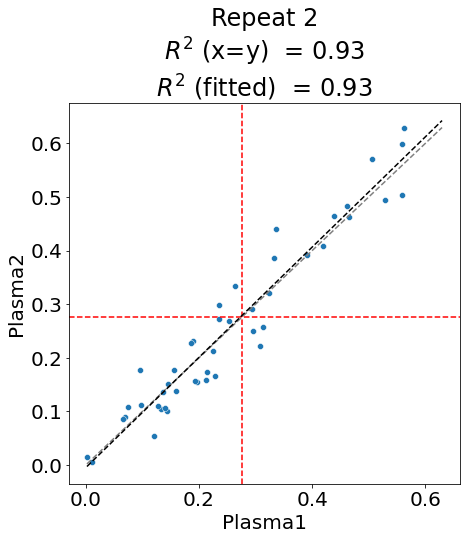 Repeat 2
R² (x=y) = 0.93
R² (fitted) = 0.93
0.6
0.5
0.4
0.3
0.2
0.1
0.0
Plasma2
0.0 0.2 0.4 0.6
Plasma1